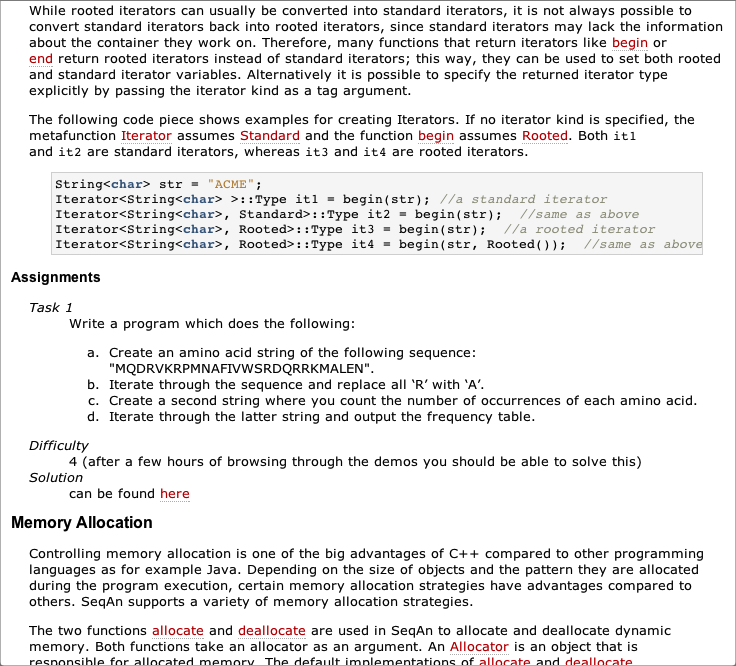 While rooted iterators can usually be converted into standard iterators, it is not always possible to
convert standard iterators back into rooted iterators, since standard iterators may lack the information
about the container they work on. Therefore, many functions that return iterators like begin or
end return rooted iterators instead of standard iterators; this way, they can be used to set both rooted
and standard iterator variables. Alternatively it is possible to specify the returned iterator type
explicitly by passing the iterator kind as a tag argument.
The following code piece shows examples for creating Iterators. If no iterator kind is specified, the
metafunction Iterator assumes Standard and the function begin assumes Rooted. Both it1
and it2 are standard iterators, whereas it3 and it4 are rooted iterators.
String<char> str = "ACME";
Iterator<String<char> >::Type it1 = begin(str); //a standard iterator
Iterator<String<char>, Standard>::Type it2 = begin(str);  //same as above
Iterator<String<char>, Rooted>::Type it3 = begin(str);  //a rooted iterator
Iterator<String<char>, Rooted>::Type it4 = begin(str, Rooted());  //same as above
Assignments
Task 1
Write a program which does the following:
a. Create an amino acid string of the following sequence:
"MQDRVKRPMNAFIVWSRDQRRKMALEN".
b. Iterate through the sequence and replace all ‘R’ with ‘A’.
c. Create a second string where you count the number of occurrences of each amino acid.
d. Iterate through the latter string and output the frequency table.
Difficulty
4 (after a few hours of browsing through the demos you should be able to solve this)
Solution
can be found here
Memory Allocation
Controlling memory allocation is one of the big advantages of C++ compared to other programming
languages as for example Java. Depending on the size of objects and the pattern they are allocated
during the program execution, certain memory allocation strategies have advantages compared to
others. SeqAn supports a variety of memory allocation strategies.
The two functions allocate and deallocate are used in SeqAn to allocate and deallocate dynamic
memory. Both functions take an allocator as an argument. An Allocator is an object that is
responsible for allocated memory. The default implementations of allocate and deallocate